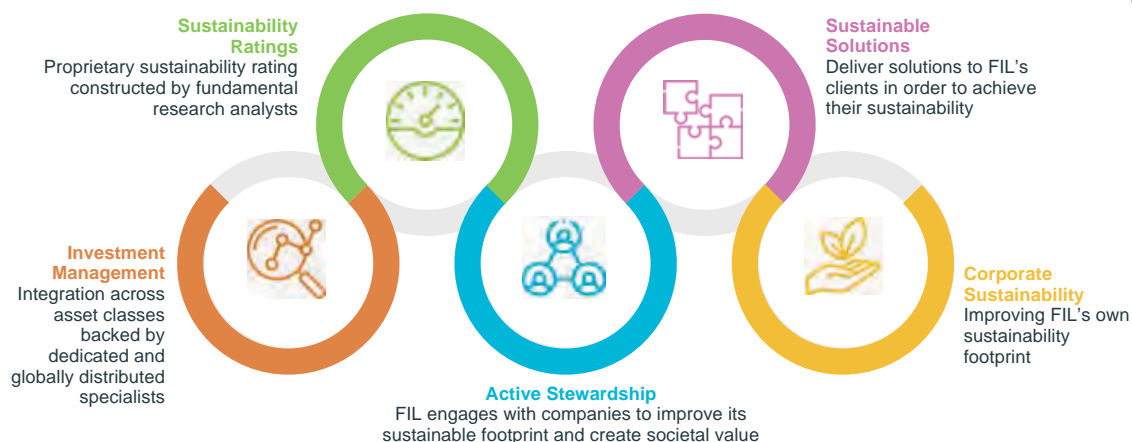 Sustainability
Ratings
Proprietary sustainability rating
constructed by fundamental
research analysts
Sustainable
Solutions
Deliver solutions to FIL's
clients in order to achieve
their sustainability
Investment
Management
Integration across
asset classes
backed by
dedicated and
globally distributed
specialists
Active Stewardship
FIL engages with companies to improve its
sustainable footprint and create societal value
Corporate
Sustainability
Improving FIL's own
sustainability
footprint